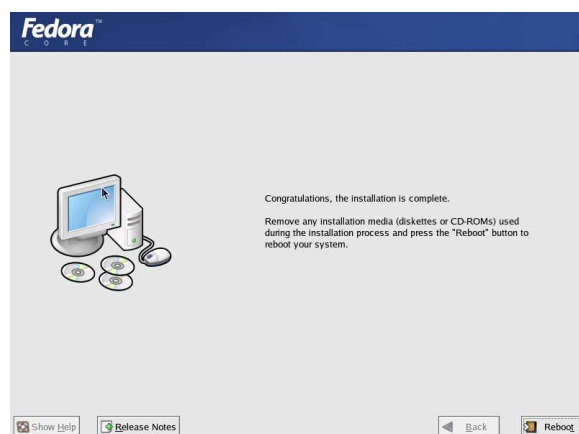 Fedora™
CORE
Congratulations, the installation is complete.
Remove any installation media (diskettes or CD-ROMs) used
during the installation process and press the "Reboot" button to
reboot your system.
Show Help
Release Notes
Back
Reboot